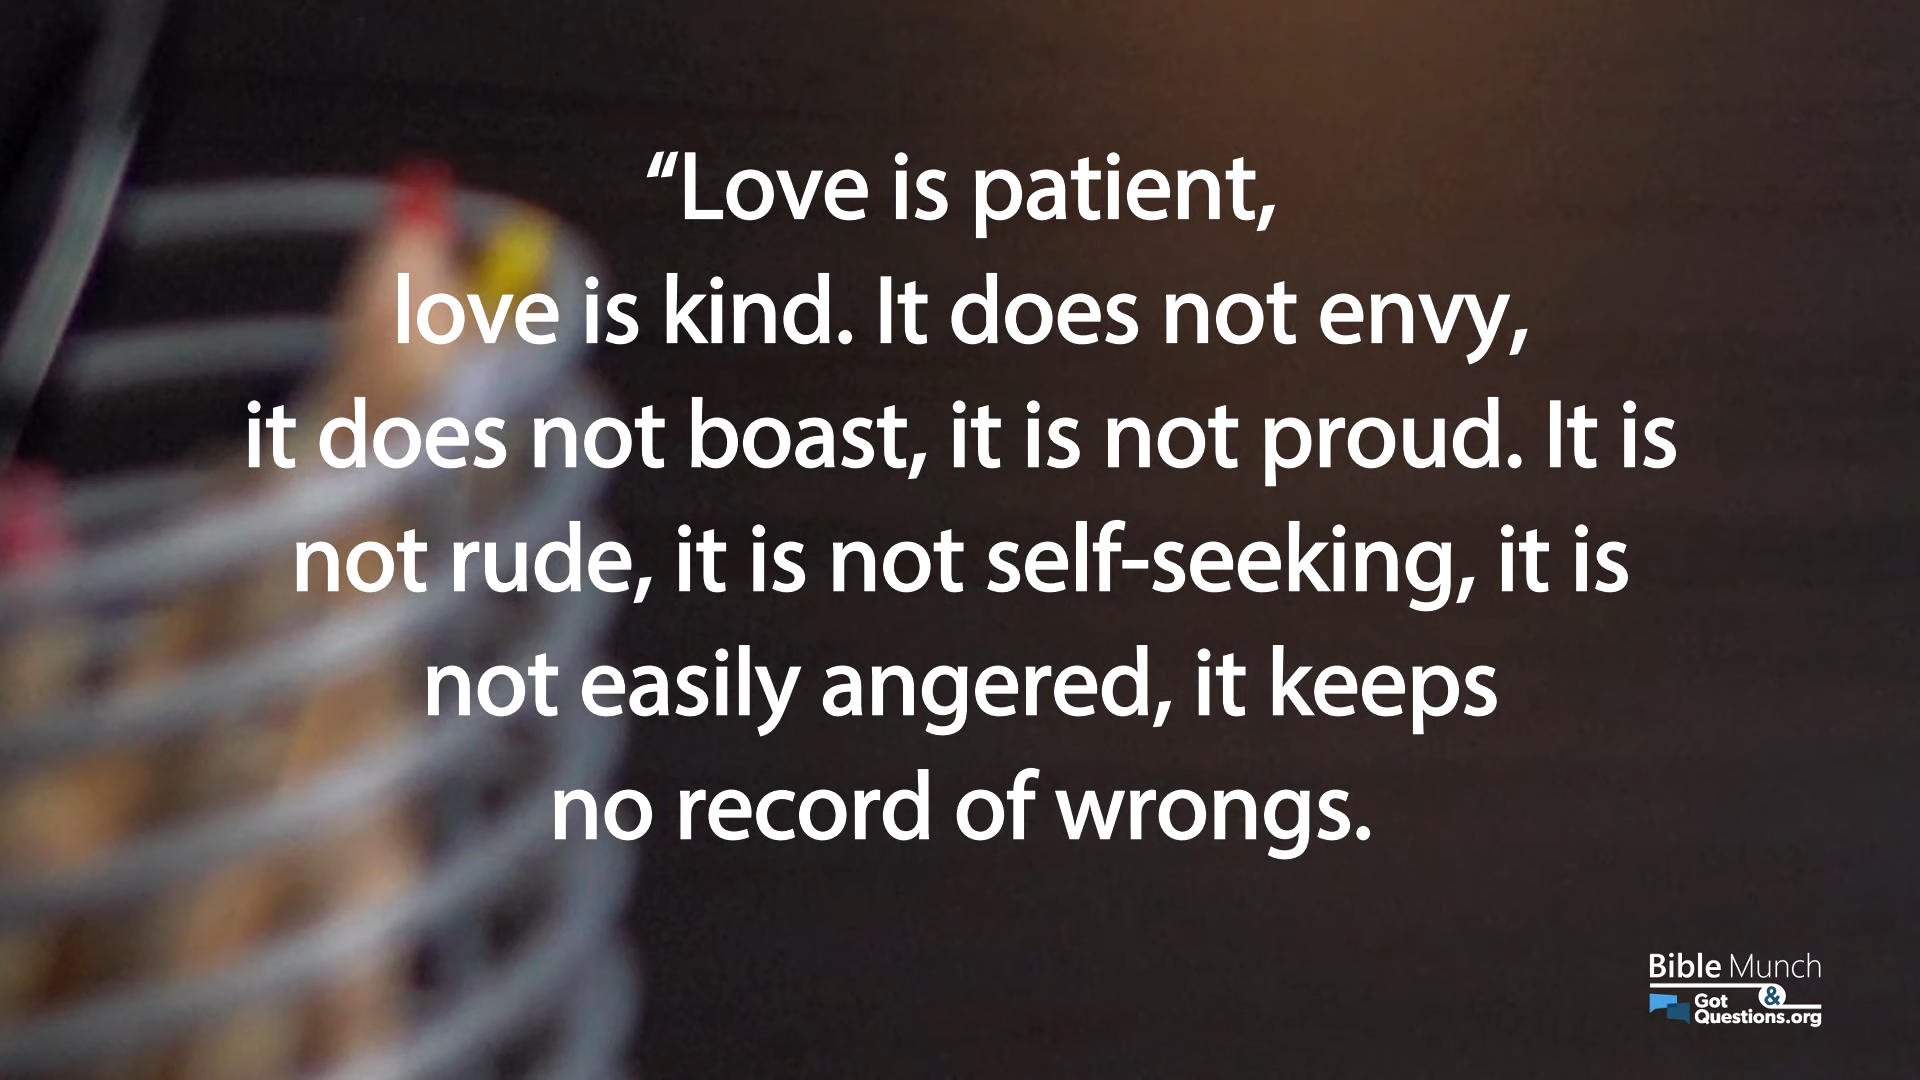 “Love is patient,
love is kind. It does not envy,
it does not boast, it is not proud. It is
not rude, it is not self-seeking, it is
not easily angered, it keeps
no record of wrongs.
Bible Munch
&
Got
Questions.org